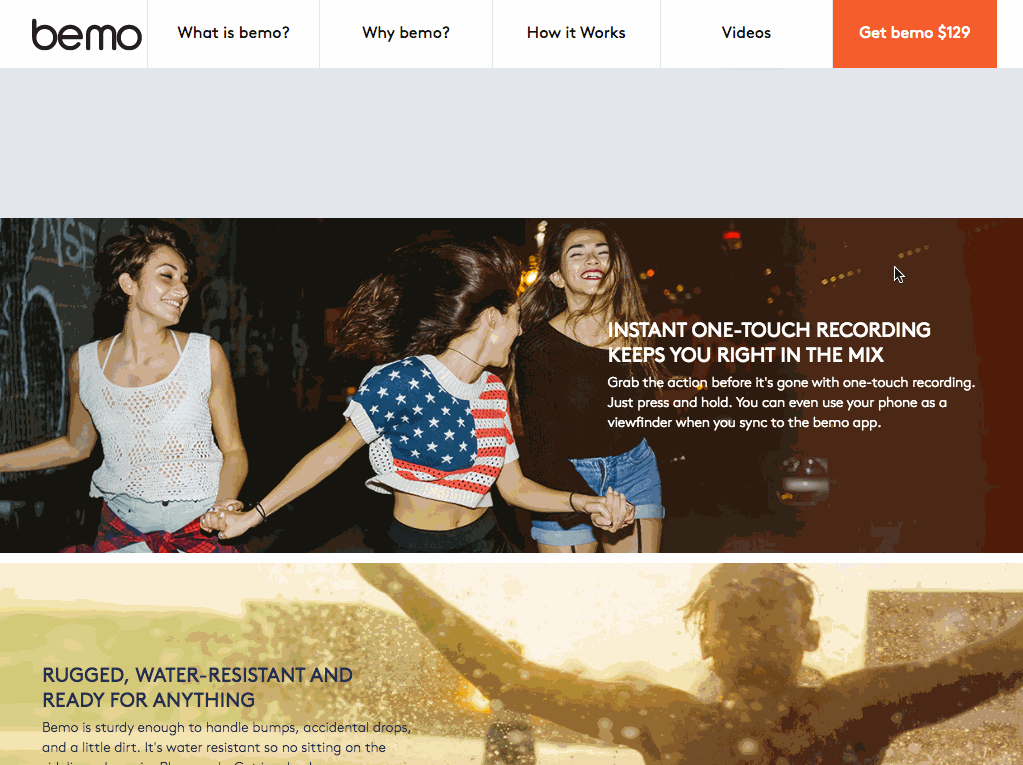 bemo
What is bemo?
Why bemo?
How it Works
Videos
Get bemo $129
INSTANT ONE-TOUCH RECORDING
KEEPS YOU RIGHT IN THE MIX
Grab the action before it's gone with one-touch recording.
Just press and hold. You can even use your phone as a
viewfinder when you sync to the bemo app.
RUGGED, WATER-RESISTANT AND
READY FOR ANYTHING
Bemo is sturdy enough to handle bumps, accidental drops,
and a little dirt. It's water resistant so no sitting on the